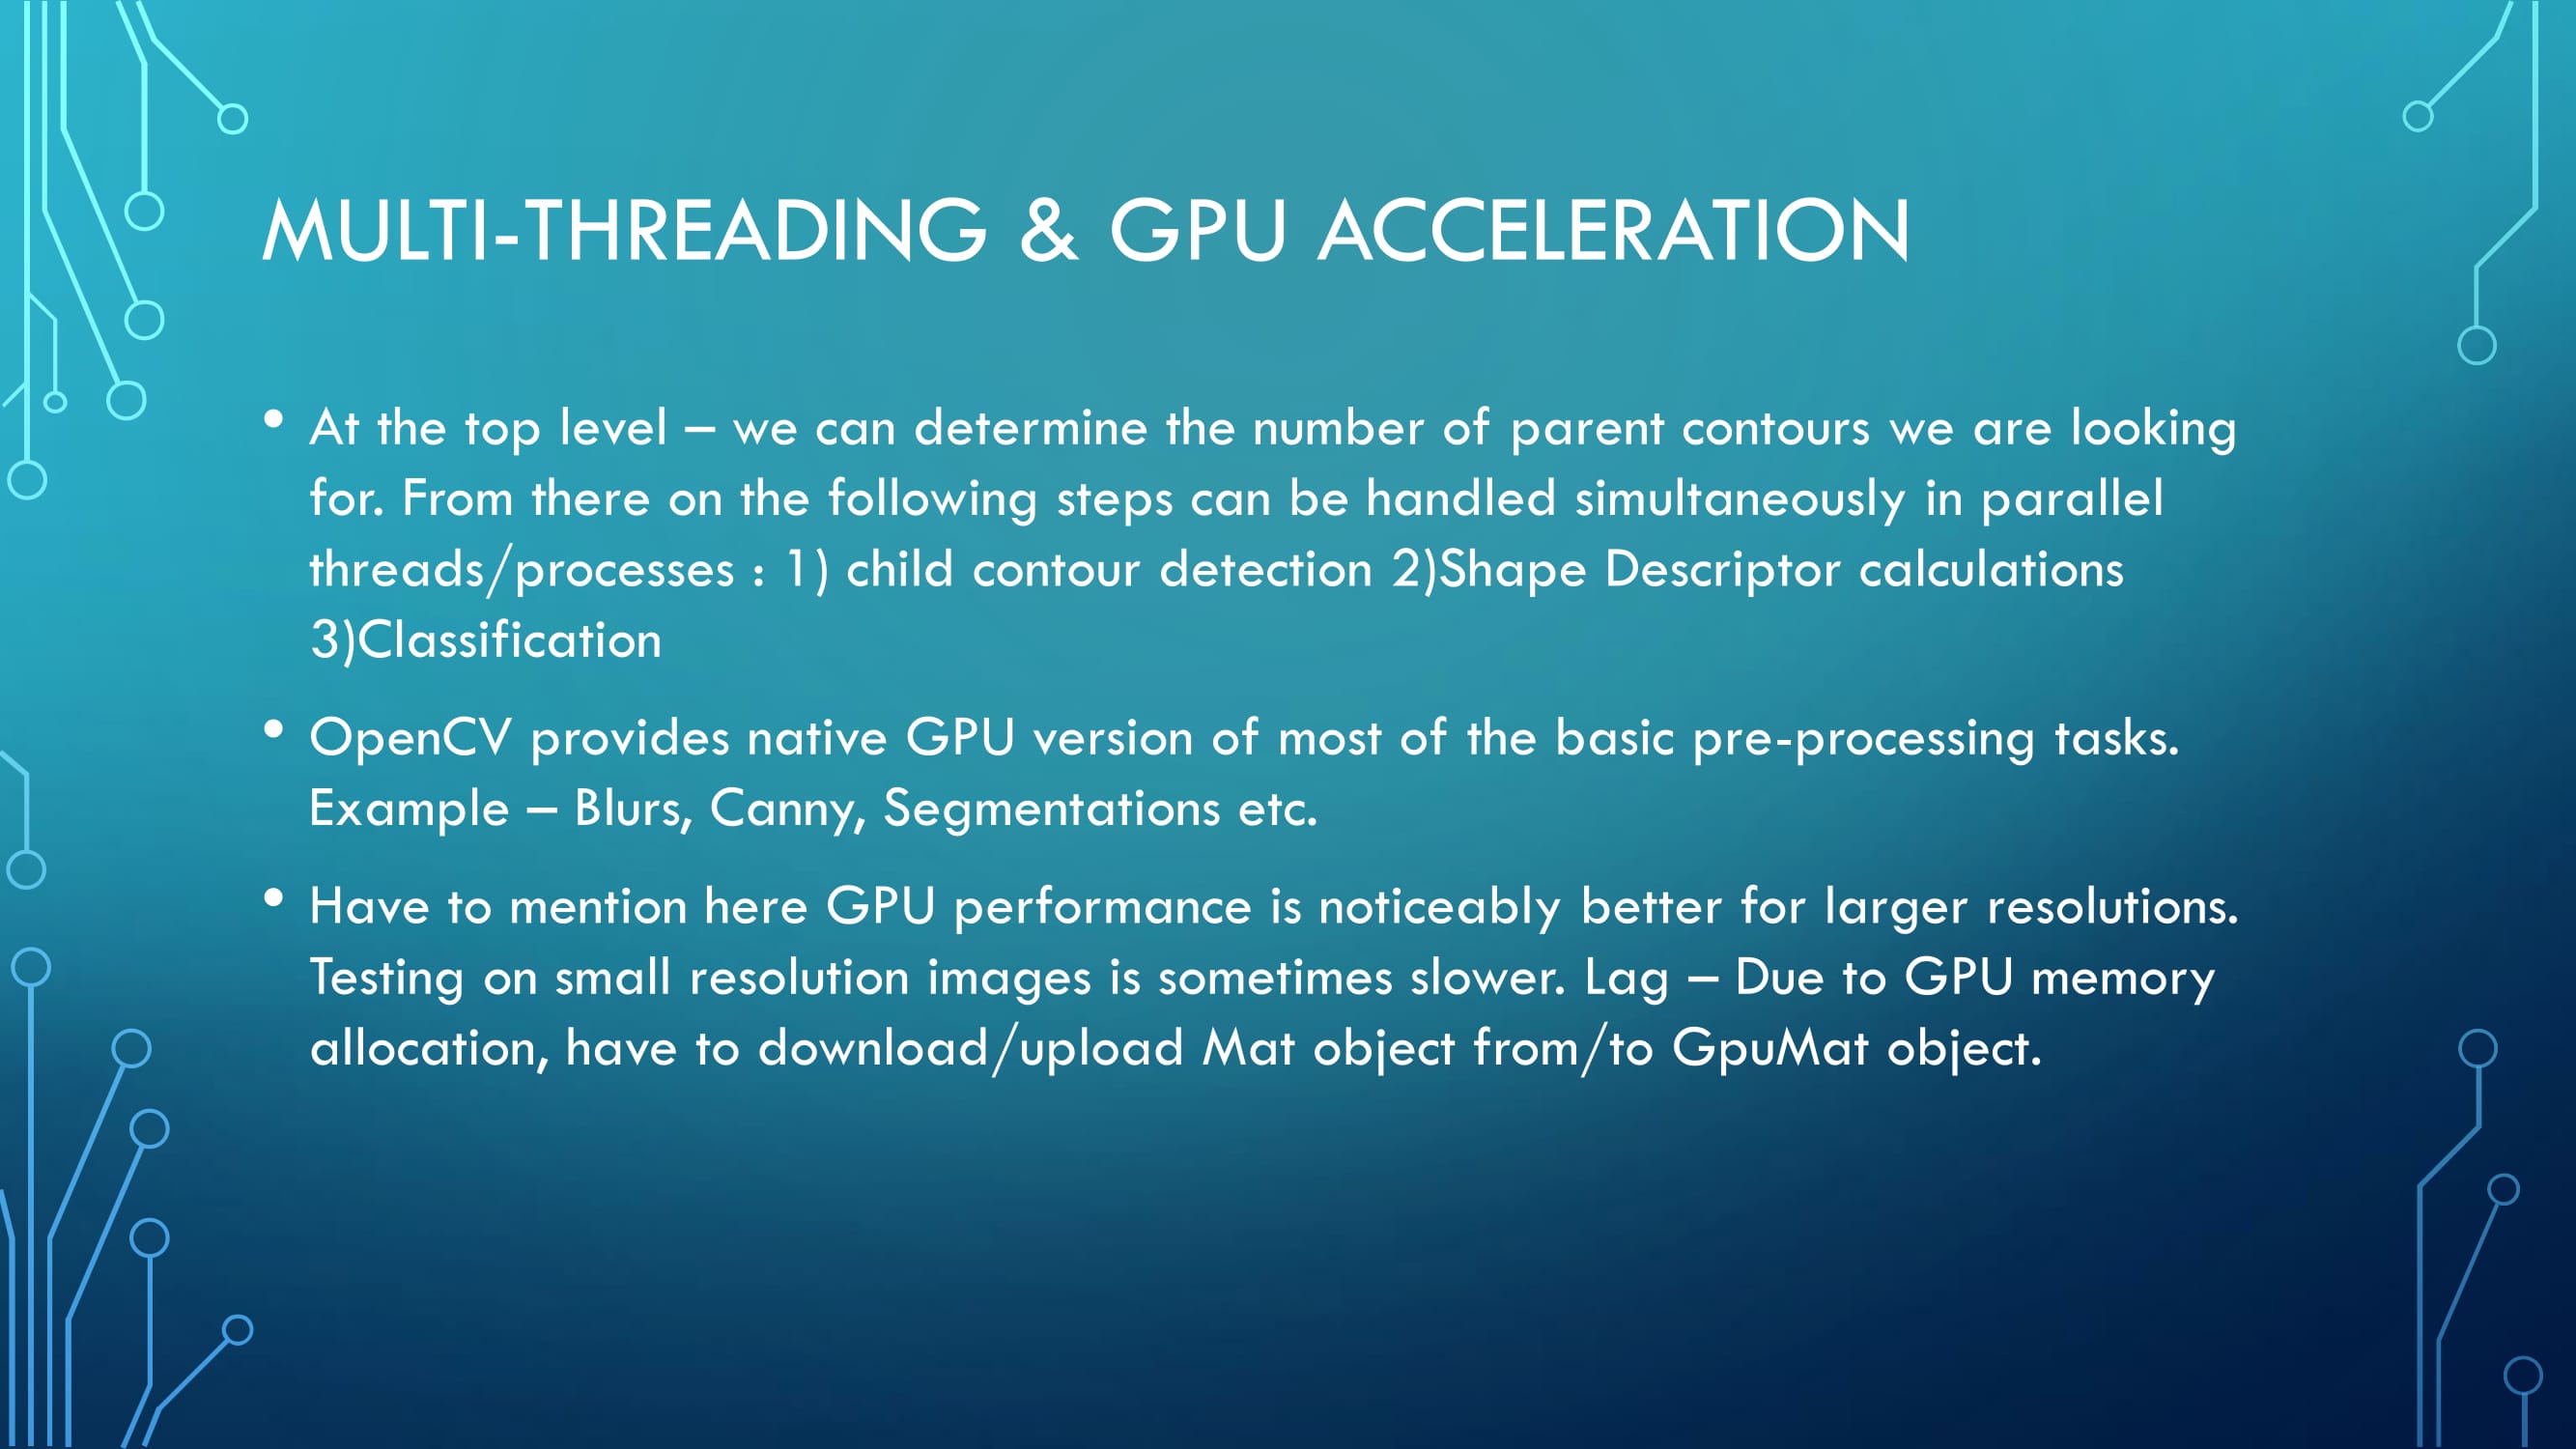 MULTI-THREADING & GPU ACCELERATION
• At the top level – we can determine the number of parent contours we are looking
for. From there on the following steps can be handled simultaneously in parallel
threads/processes : 1) child contour detection 2)Shape Descriptor calculations
3)Classification
• OpenCV provides native GPU version of most of the basic pre-processing tasks.
Example – Blurs, Canny, Segmentations etc.
• Have to mention here GPU performance is noticeably better for larger resolutions.
Testing on small resolution images is sometimes slower. Lag – Due to GPU memory
allocation, have to download/upload Mat object from/to GpuMat object.